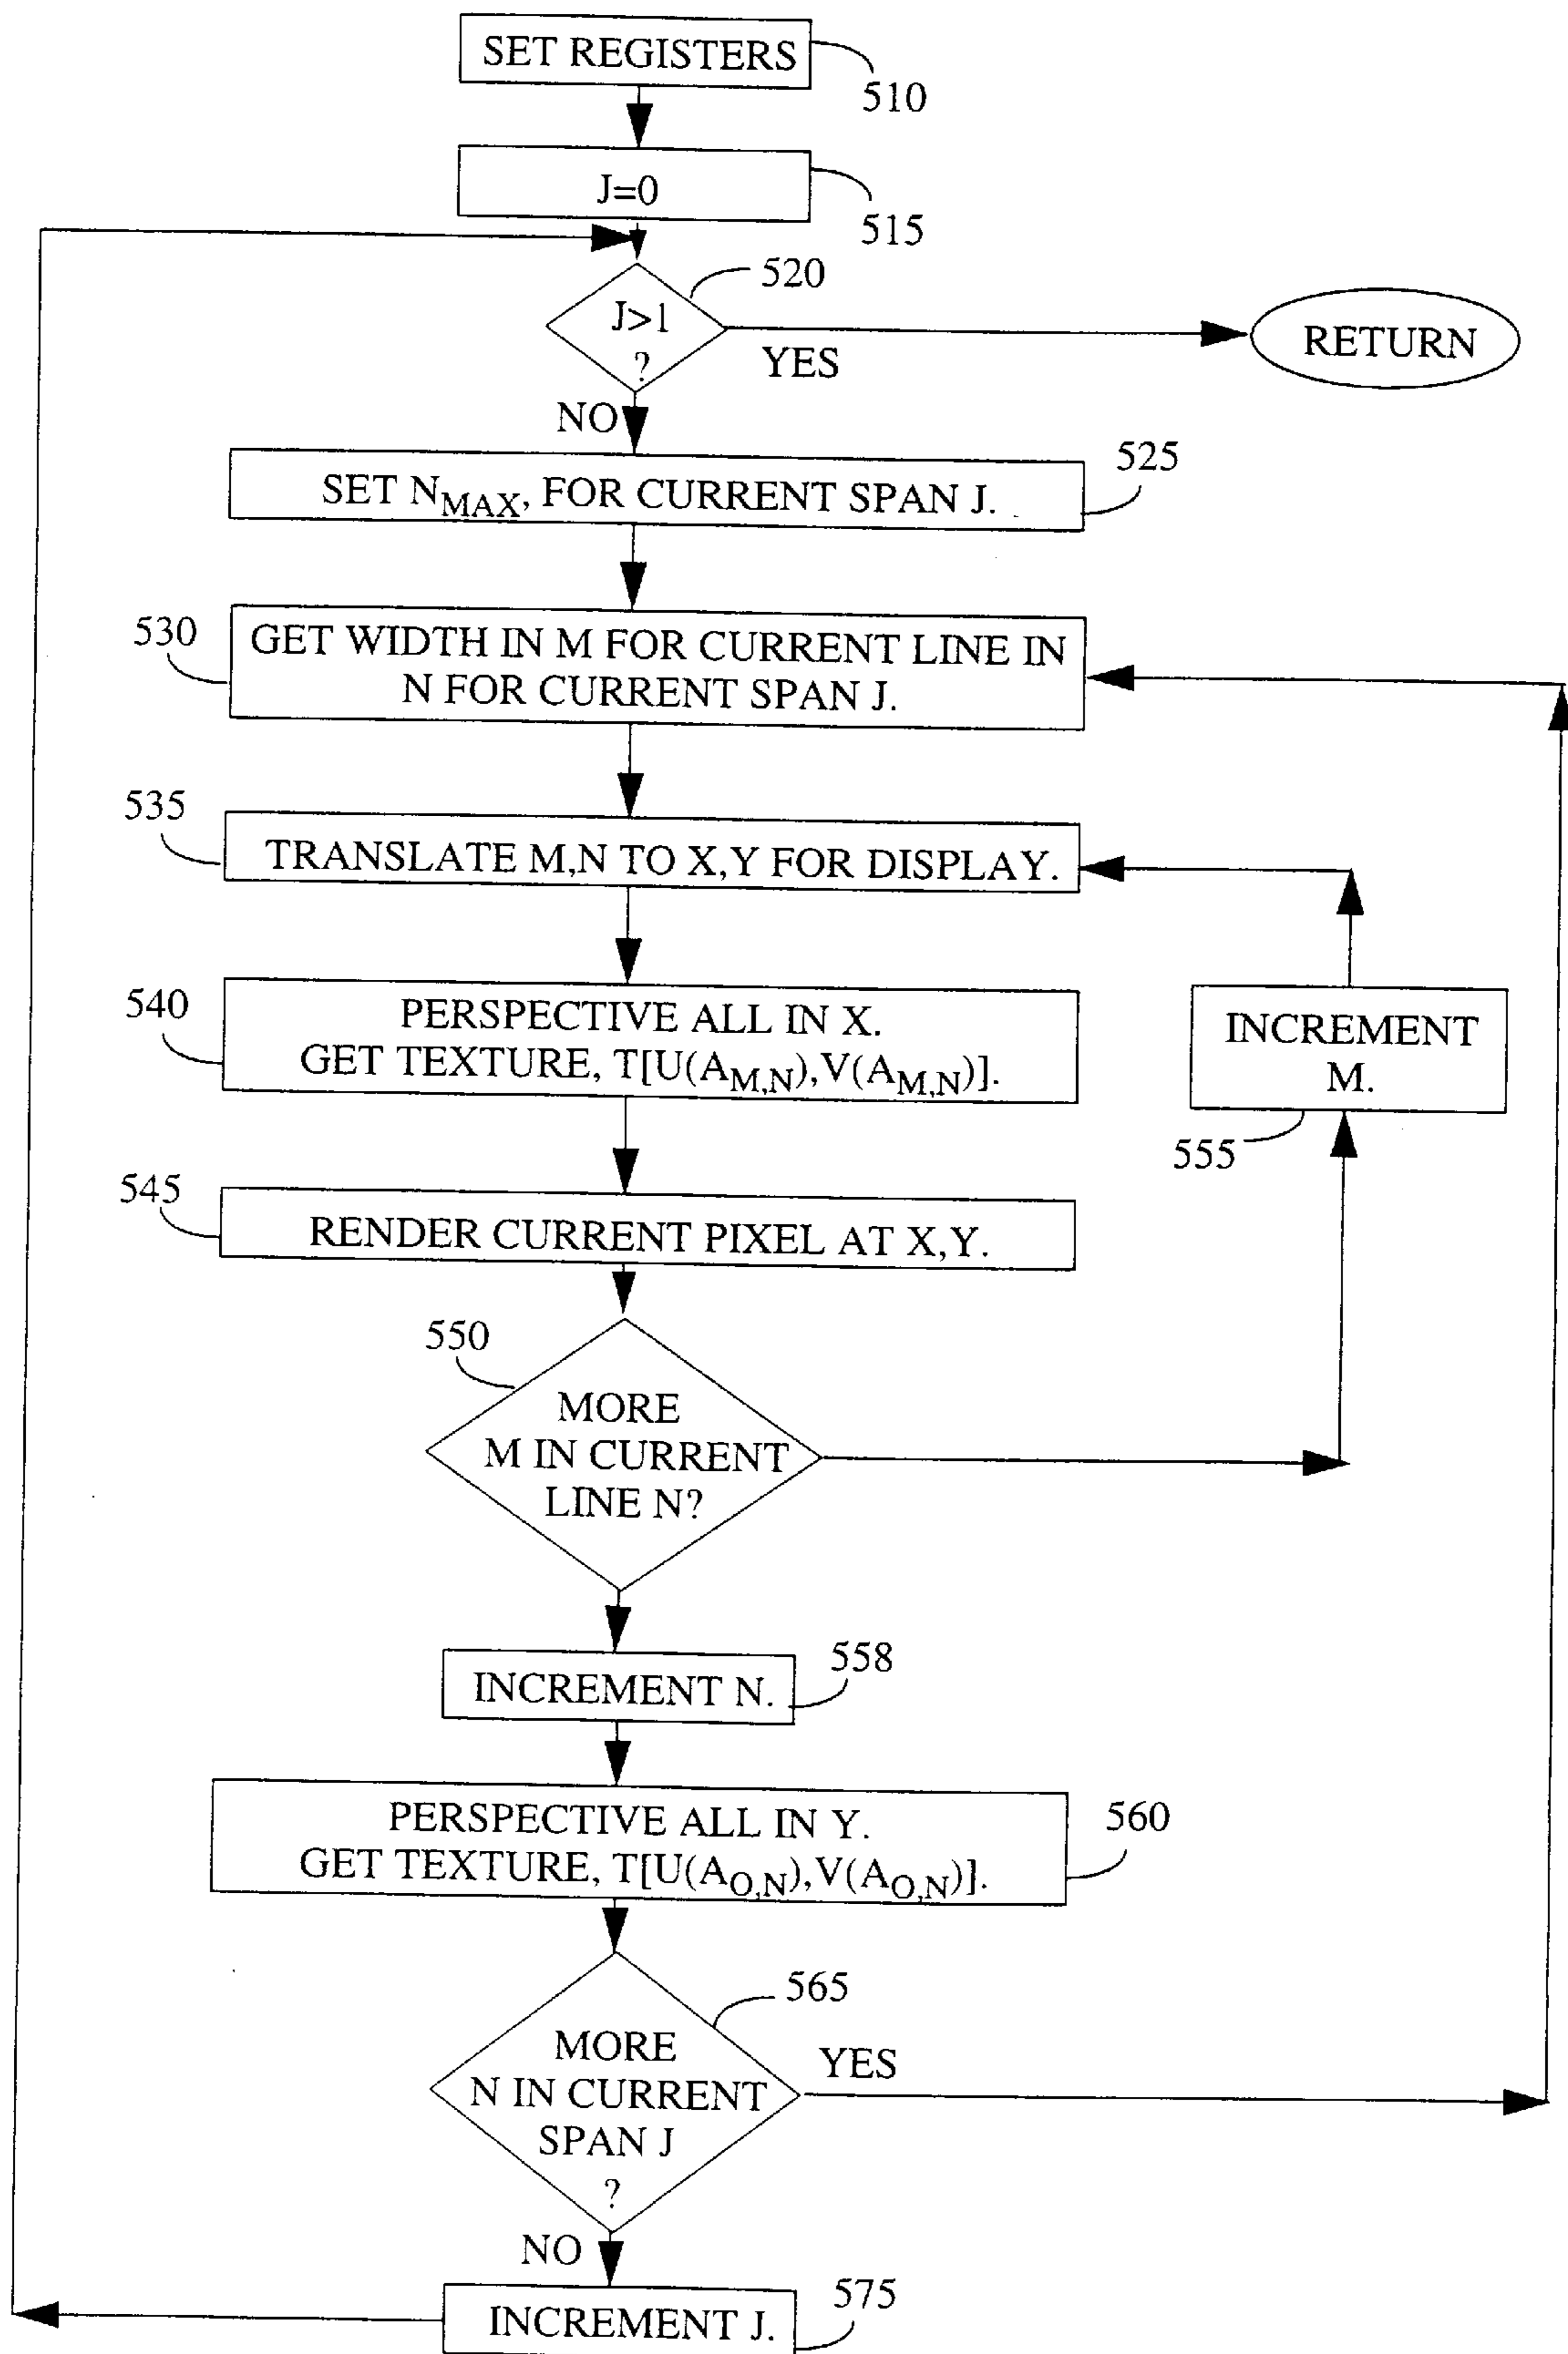 SET REGISTERS
510
J=0
515
520
J>1
?
YES
RETURN
NO
525
SET NMAX, FOR CURRENT SPAN J.
530
GET WIDTH IN M FOR CURRENT LINE IN
N FOR CURRENT SPAN J.
535
TRANSLATE M,N TO X,Y FOR DISPLAY.
540
PERSPECTIVE ALL IN X.
GET TEXTURE, T[U(AM,N),V(AM,N)].
INCREMENT
M.
555
545
RENDER CURRENT PIXEL AT X,Y.
550
MORE
M IN CURRENT
LINE N?
558
INCREMENT N.
PERSPECTIVE ALL IN Y.
GET TEXTURE, T[U(AO,N),V(AO,N)].
560
565
MORE
N IN CURRENT
SPAN J
?
YES
NO
575
INCREMENT J.